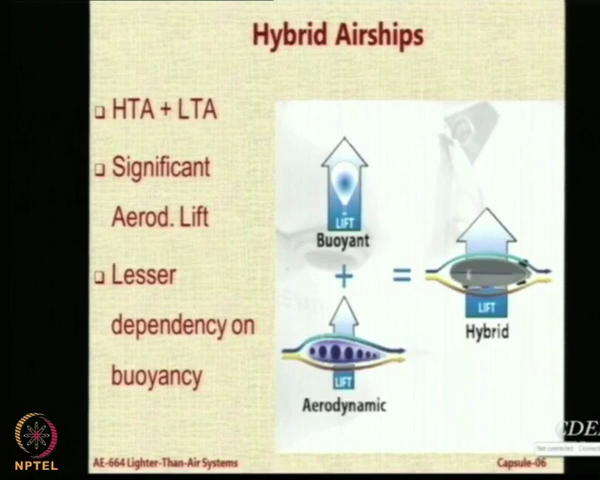 Hybrid Airships
HTA + LTA
Significant
Aerod. Lift
Lesser
dependency on
buoyancy
LIFT
Buoyant
+
=
LIFT
Hybrid
LIFT
Aerodynamic
NPTEL
AE-664 Lighter-Than-Air Systems
Capsule-06
CDE